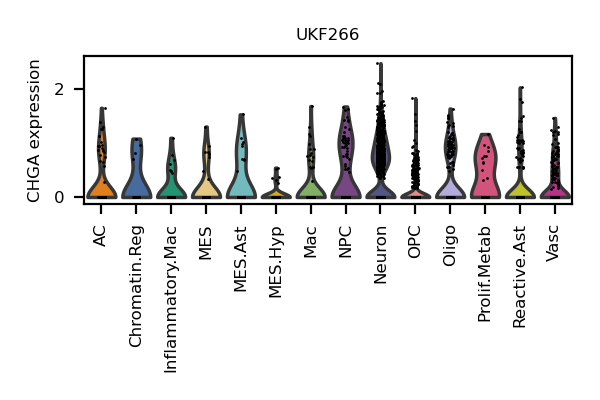 UKF266
CHGA expression
2
0
AC
Chromatin.Reg
Inflammatory.Mac
MES
MES.Ast
MES.Hyp
Mac
NPC
Neuron
OPC
Oligo
Prolif.Metab
Reactive.Ast
Vasc